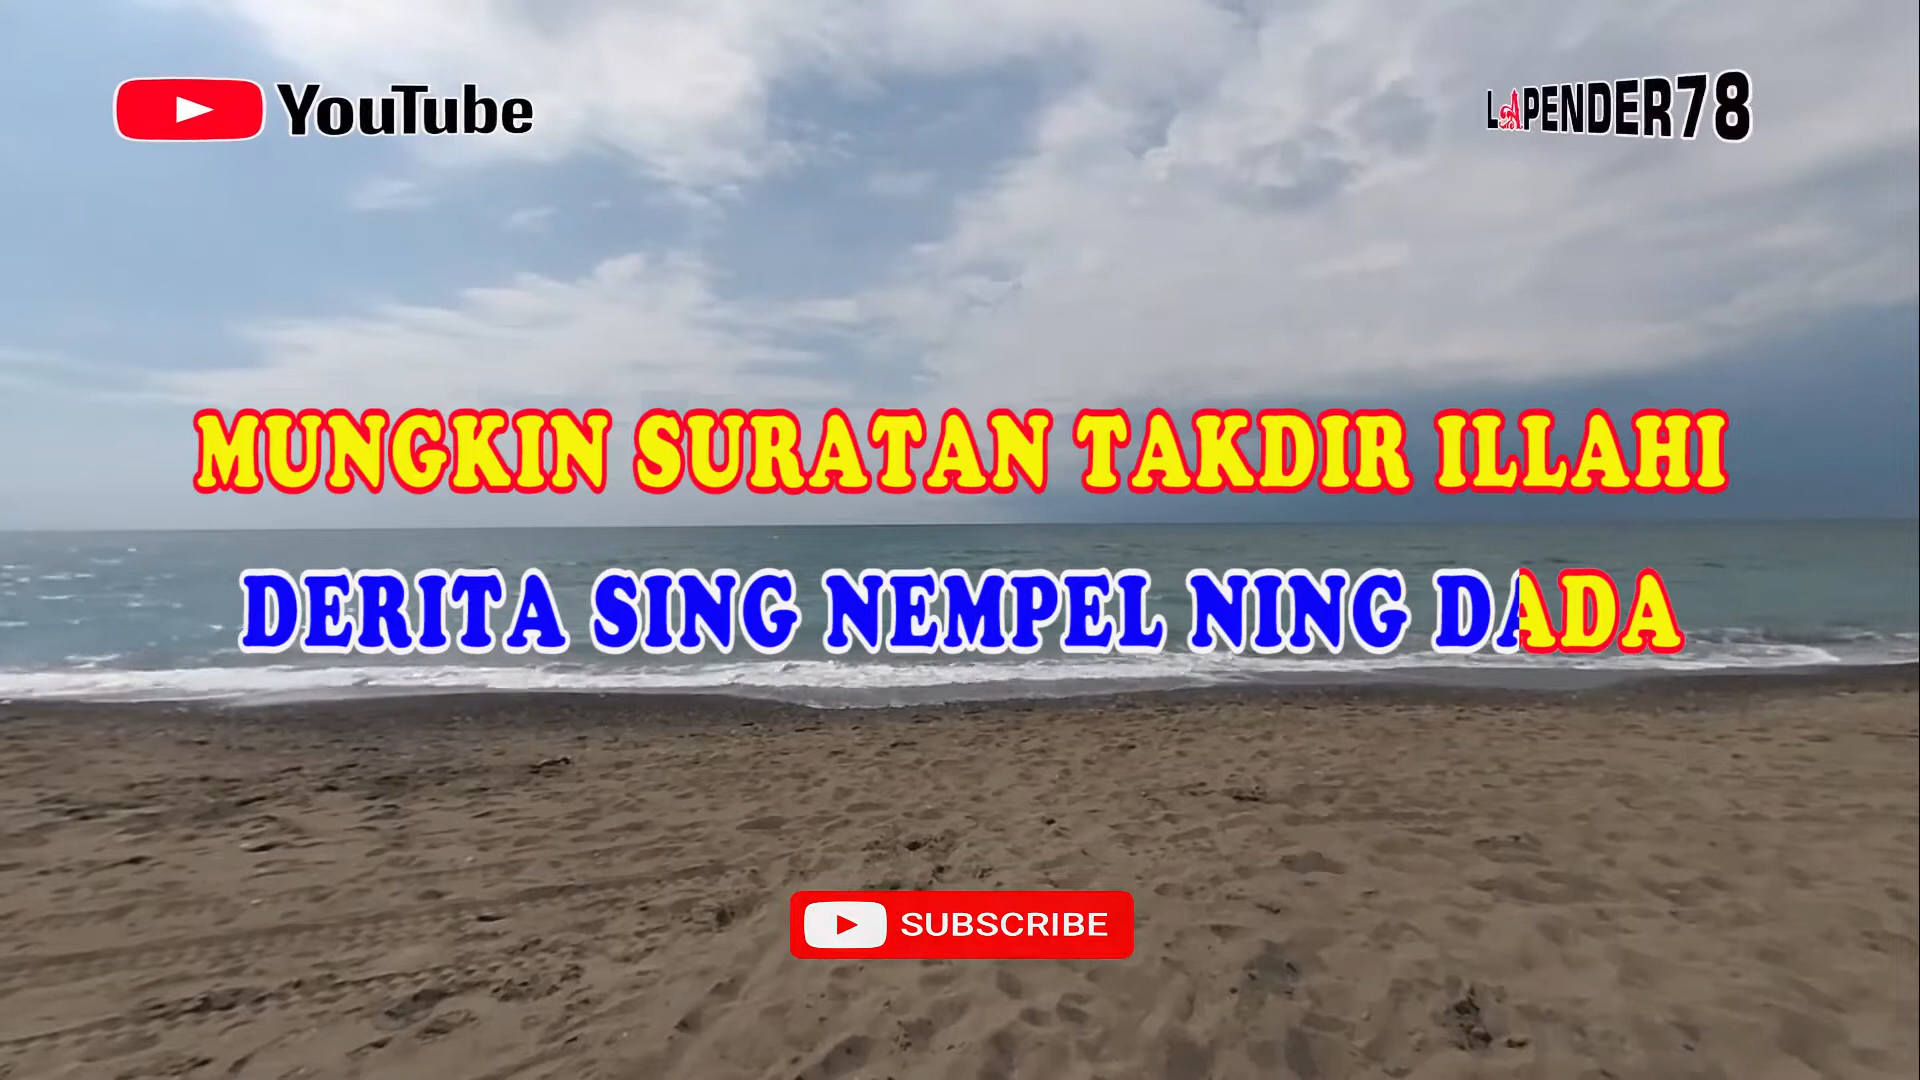 YouTube
LAPENDER78
MUNGKIN SURATAN TAKDIR ILLAHI
DERITA SING NEMPEL NING DADA
SUBSCRIBE